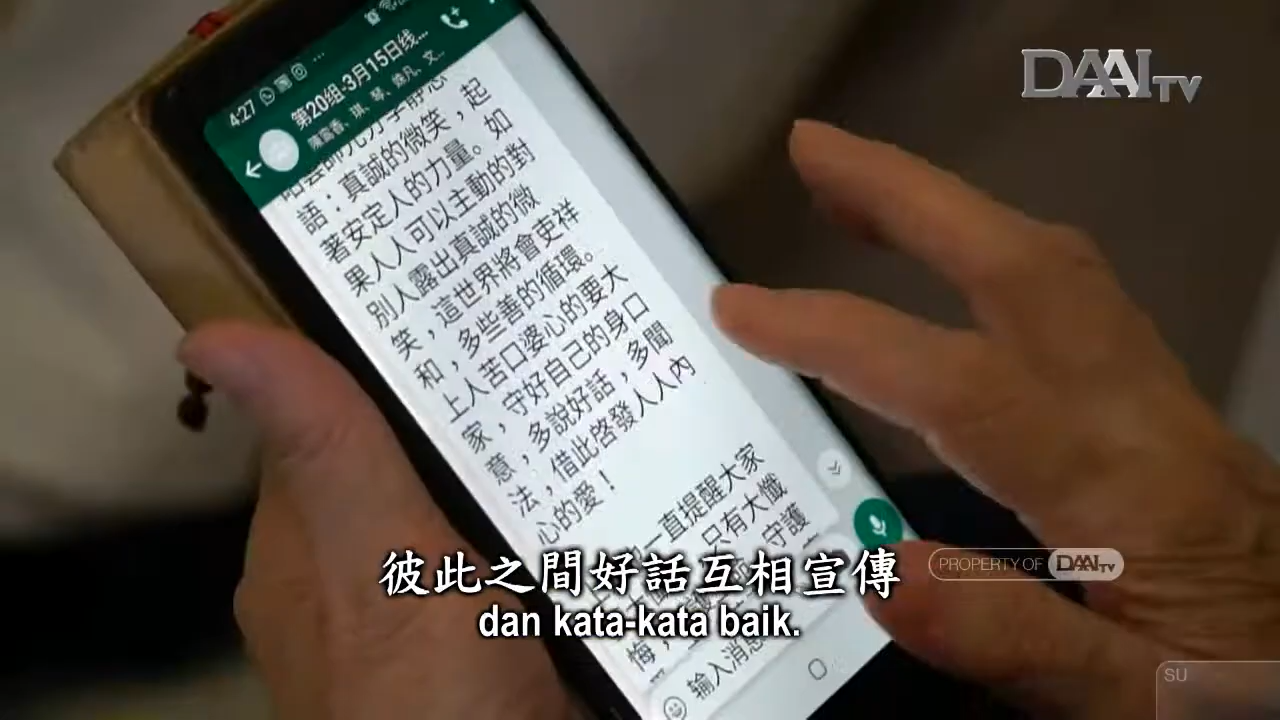 DAAI TV
4:27
第20组-3月15日线...
語：真誠的微笑，起
著安定人的力量。如
果人人可以主動的對
別人露出真誠的微
笑，這世界將會更祥
和，多些善的循環。
上人苦口婆心的要大
家，守好自己的身口
意，多說好話，多聞
法，借此啓發人人內
心的愛！
一直提醒大家
只有大懺
守護
悔，
输入消息
彼此之間好話互相宣傳
dan kata-kata baik.
PROPERTY OF DAAI TV
SU